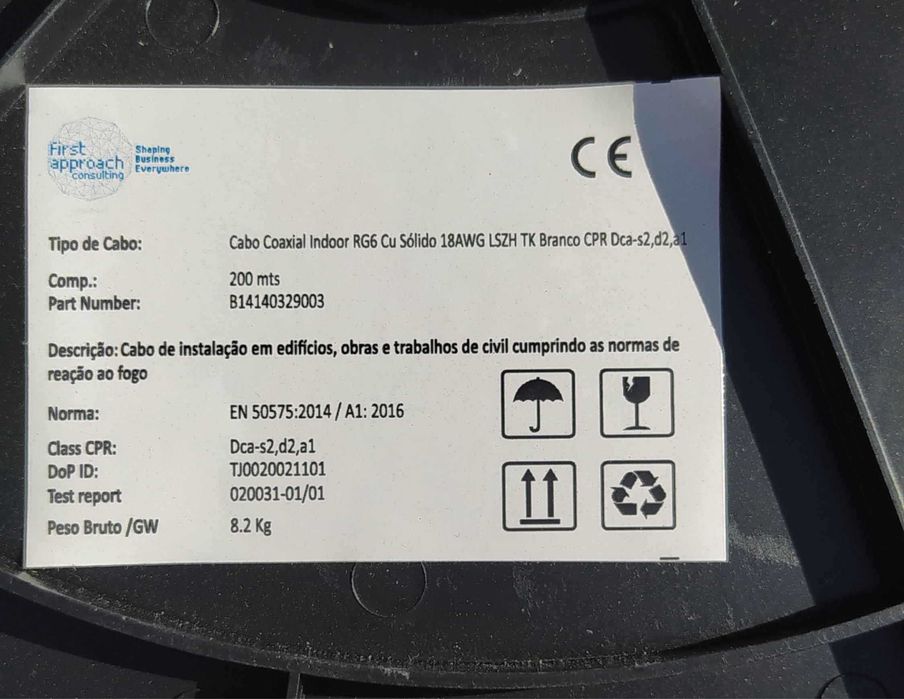 First
approach
consulting
Shaping
Business
Everywhere
CE
Tipo de Cabo: Cabo Coaxial Indoor RG6 Cu Sólido 18AWG LSZH TK Branco CPR Dca-s2,d2,a1
Comp.: 200 mts
Part Number: B14140329003
Descrição: Cabo de instalação em edifícios, obras e trabalhos de civil cumprindo as normas de
reação ao fogo
Norma: EN 50575:2014 / A1: 2016
Class CPR: Dca-s2,d2,a1
DoP ID: TJ0020021101
Test report 020031-01/01
Peso Bruto /GW 8.2 Kg